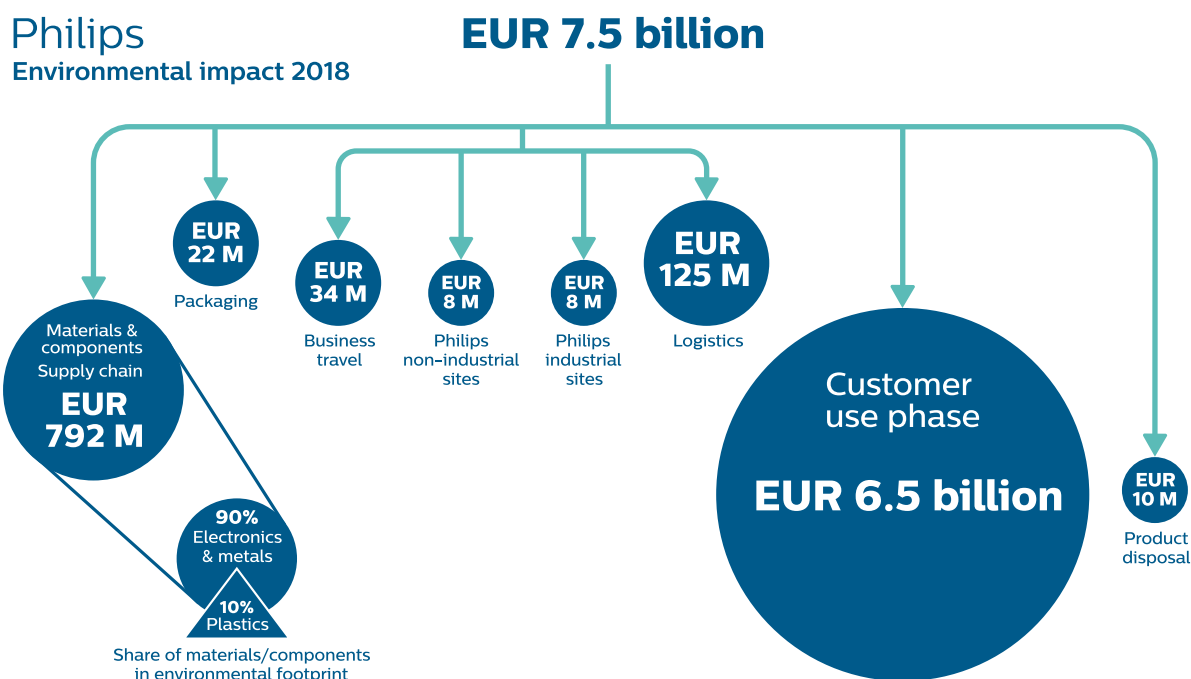 Philips
Environmental impact 2018
EUR 7.5 billion
Materials &
components
Supply chain
EUR
792 M
90%
Electronics
& metals
10%
Plastics
Share of materials/components
in environmental footprint
EUR
22 M
Packaging
EUR
34 M
Business
travel
EUR
8 M
Philips
non-industrial
sites
EUR
8 M
Philips
industrial
sites
EUR
125 M
Logistics
Customer
use phase
EUR 6.5 billion
EUR
10 M
Product
disposal